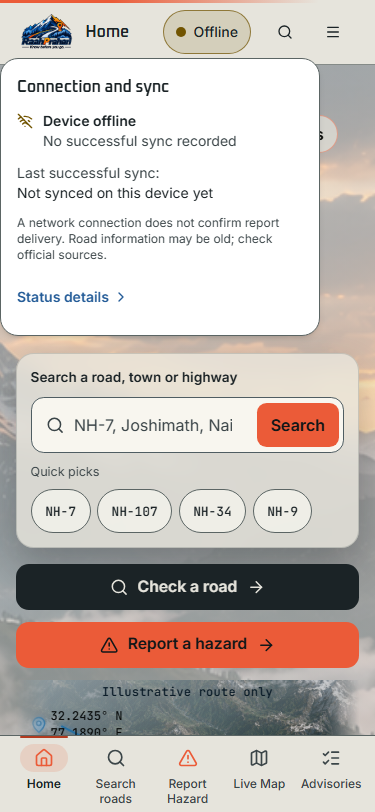 Home
Offline
Connection and sync
Device offline
No successful sync recorded
Last successful sync:
Not synced on this device yet
A network connection does not confirm report
delivery. Road information may be old; check
official sources.
Status details
Search a road, town or highway
NH-7, Joshimath, Nai
Search
Quick picks
NH-7
NH-107
NH-34
NH-9
Check a road
Report a hazard
Illustrative route only
32.2435° N
77.1890° E
Home
Search
roads
Report
Hazard
Live Map
Advisories